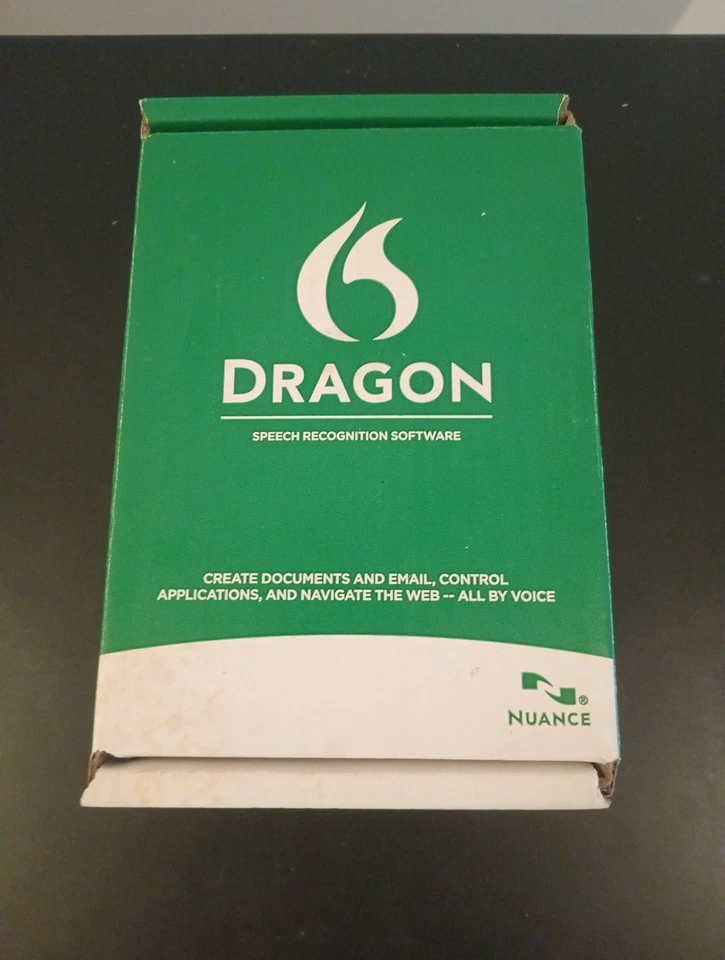 DRAGON
SPEECH RECOGNITION SOFTWARE
CREATE DOCUMENTS AND EMAIL, CONTROL
APPLICATIONS, AND NAVIGATE THE WEB -- ALL BY VOICE
®
NUANCE